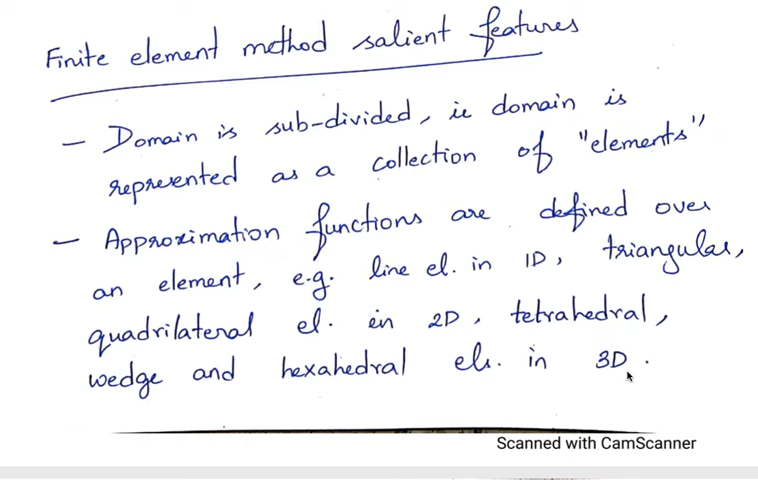 Finite element method salient features
- Domain is sub-divided, ie domain is
represented as a collection of "elements"
- Approximation functions are defined over
an element, e.g. line el. in 1D, triangular,
quadrilateral el. in 2D, tetrahedral,
wedge and hexahedral els. in 3D.
Scanned with CamScanner